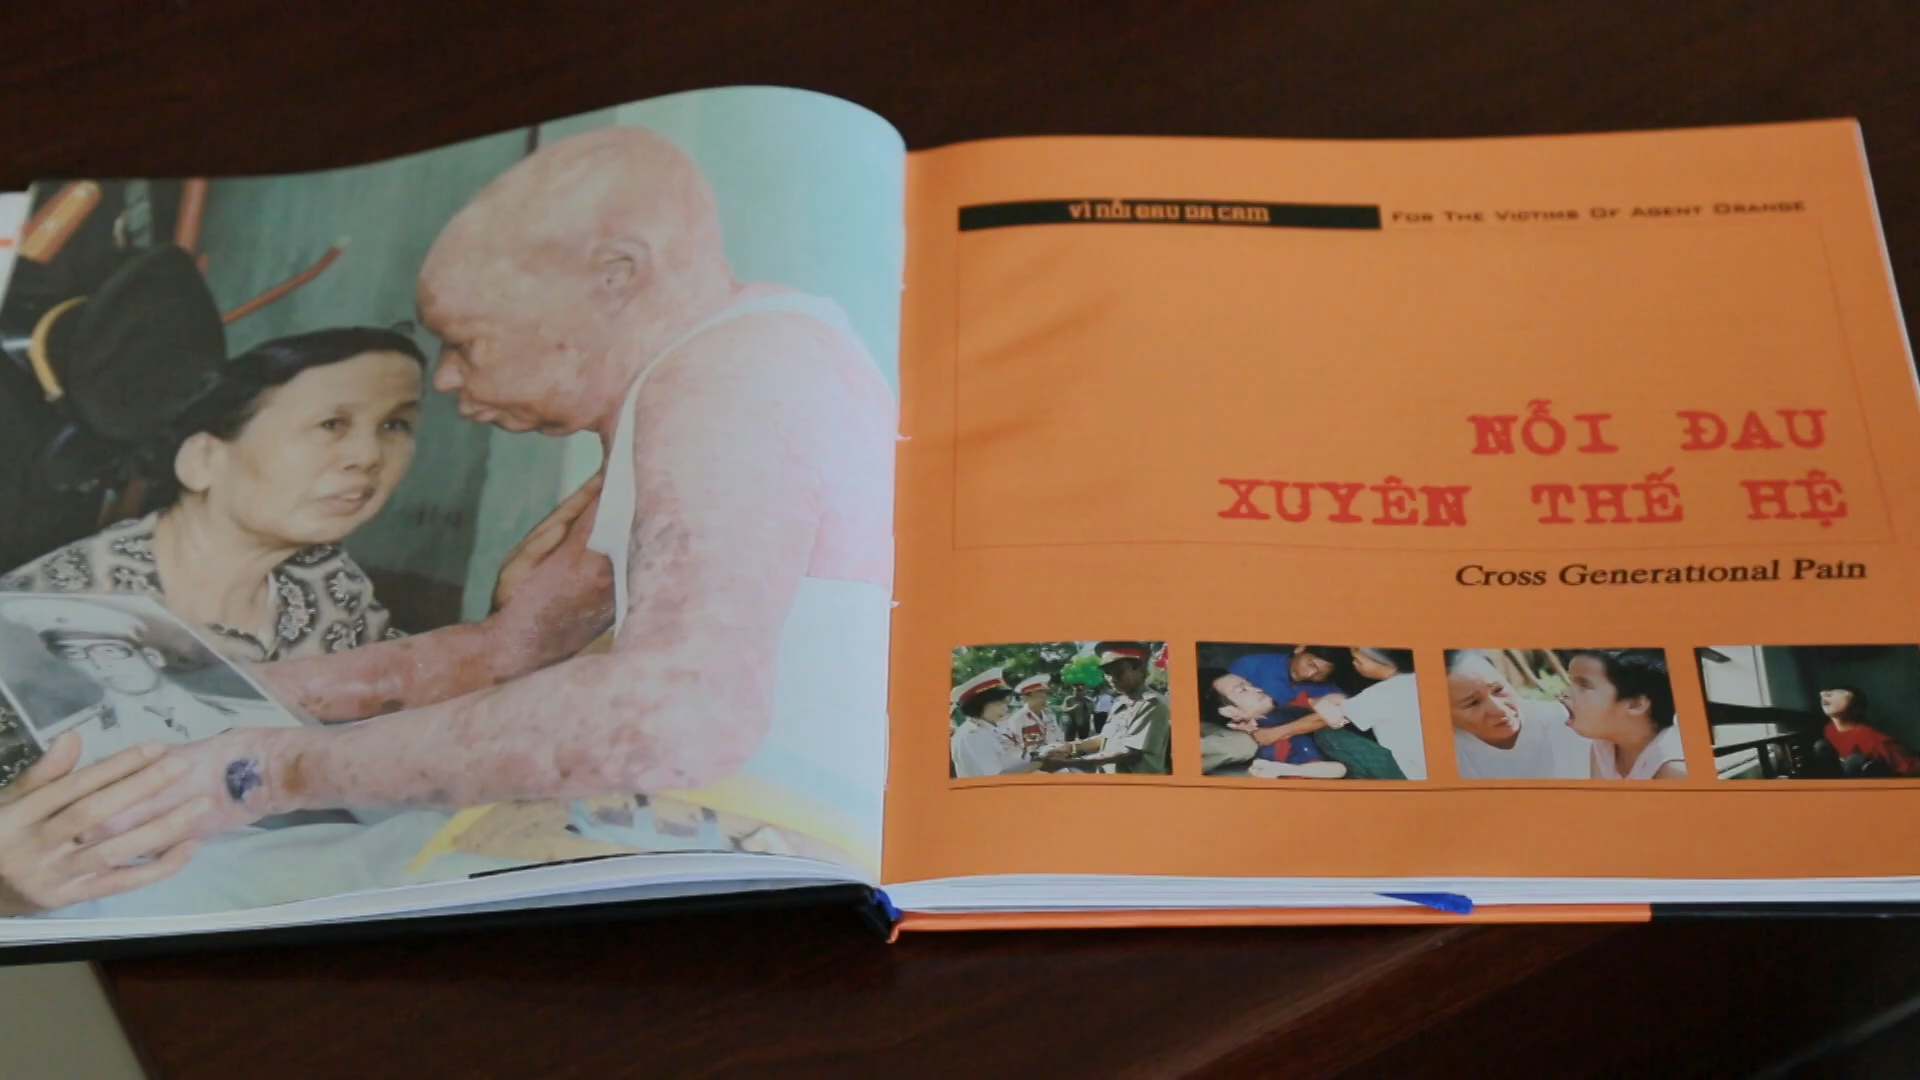 VÌ NỖI ĐAU DA CAM
FOR THE VICTIMS OF AGENT ORANGE
NỖI ĐAU
XUYÊN THẾ HỆ
Cross Generational Pain